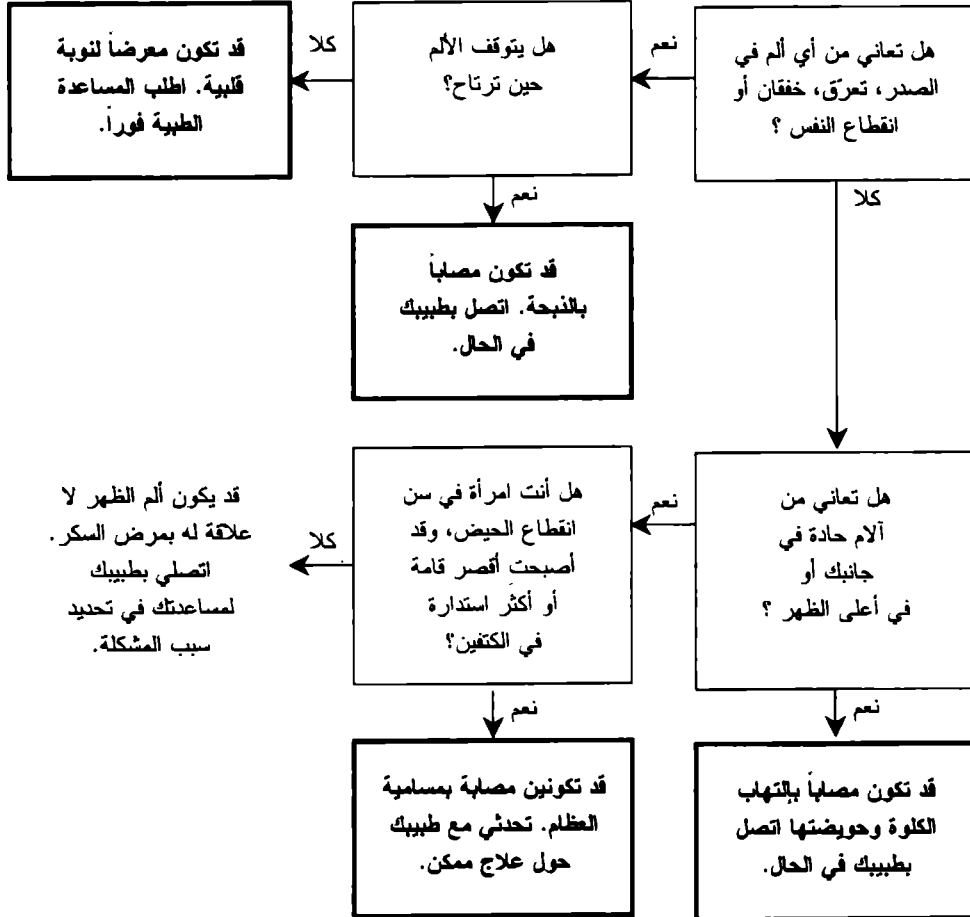 هل تعاني من أي ألم في
الصدر، تعرّق، خفقان أو
انقطاع النفس ؟
نعم
هل يتوقف الألم
حين ترتاح؟
كلا
قد تكون معرضاً لنوبة
قلبية. اطلب المساعدة
الطبية فوراً.
نعم
قد تكون مصاباً
بالذبحة. اتصل بطبيبك
في الحال.
كلا
هل تعاني من
آلام حادة في
جانبك أو
في أعلى الظهر ؟
نعم
هل أنت امرأة في سن
انقطاع الحيض، وقد
أصبحت أقصر قامة
أو أكثر استدارة
في الكتفين؟
كلا
قد يكون ألم الظهر لا
علاقة له بمرض السكر.
اتصلي بطبيبك
لمساعدتك في تحديد
سبب المشكلة.
نعم
قد تكونين مصابة بمسامية
العظام. تحدثي مع طبيبك
حول علاج ممكن.
نعم
قد تكون مصاباً بإلتهاب
الكلوة وحويضتها اتصل
بطبيبك في الحال.